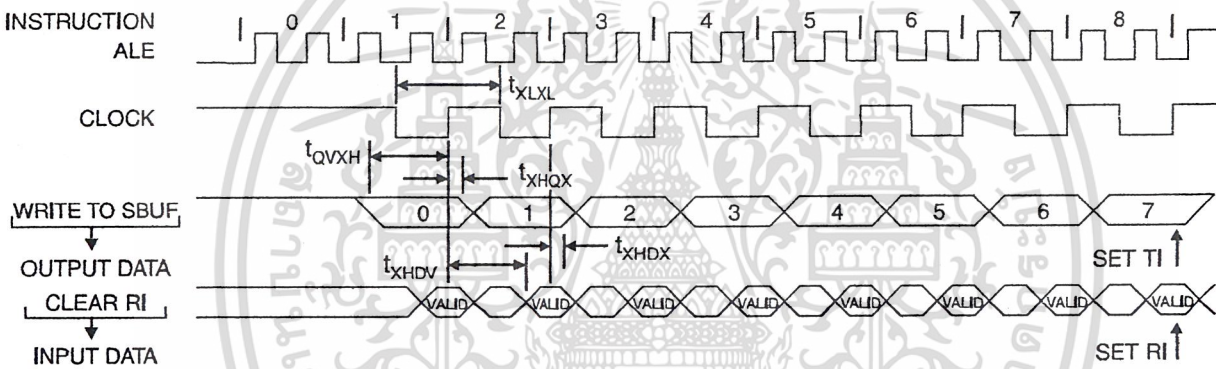 INSTRUCTION 0 1 2 3 4 5 6 7 8
ALE
tXLXL
CLOCK
tQVXH
tXHQX
WRITE TO SBUF
0 1 2 3 4 5 6 7
tXHDX
OUTPUT DATA
SET TI
tXHDV
CLEAR RI
VALID VALID VALID VALID VALID VALID VALID VALID
INPUT DATA
SET RI